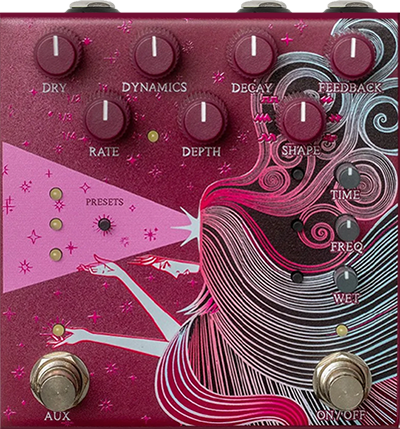 DRY
DYNAMICS
DECAY
FEEDBACK
RATE
DEPTH
SHAPE
TIME
PRESETS
FREQ
WET
AUX
ON/OFF